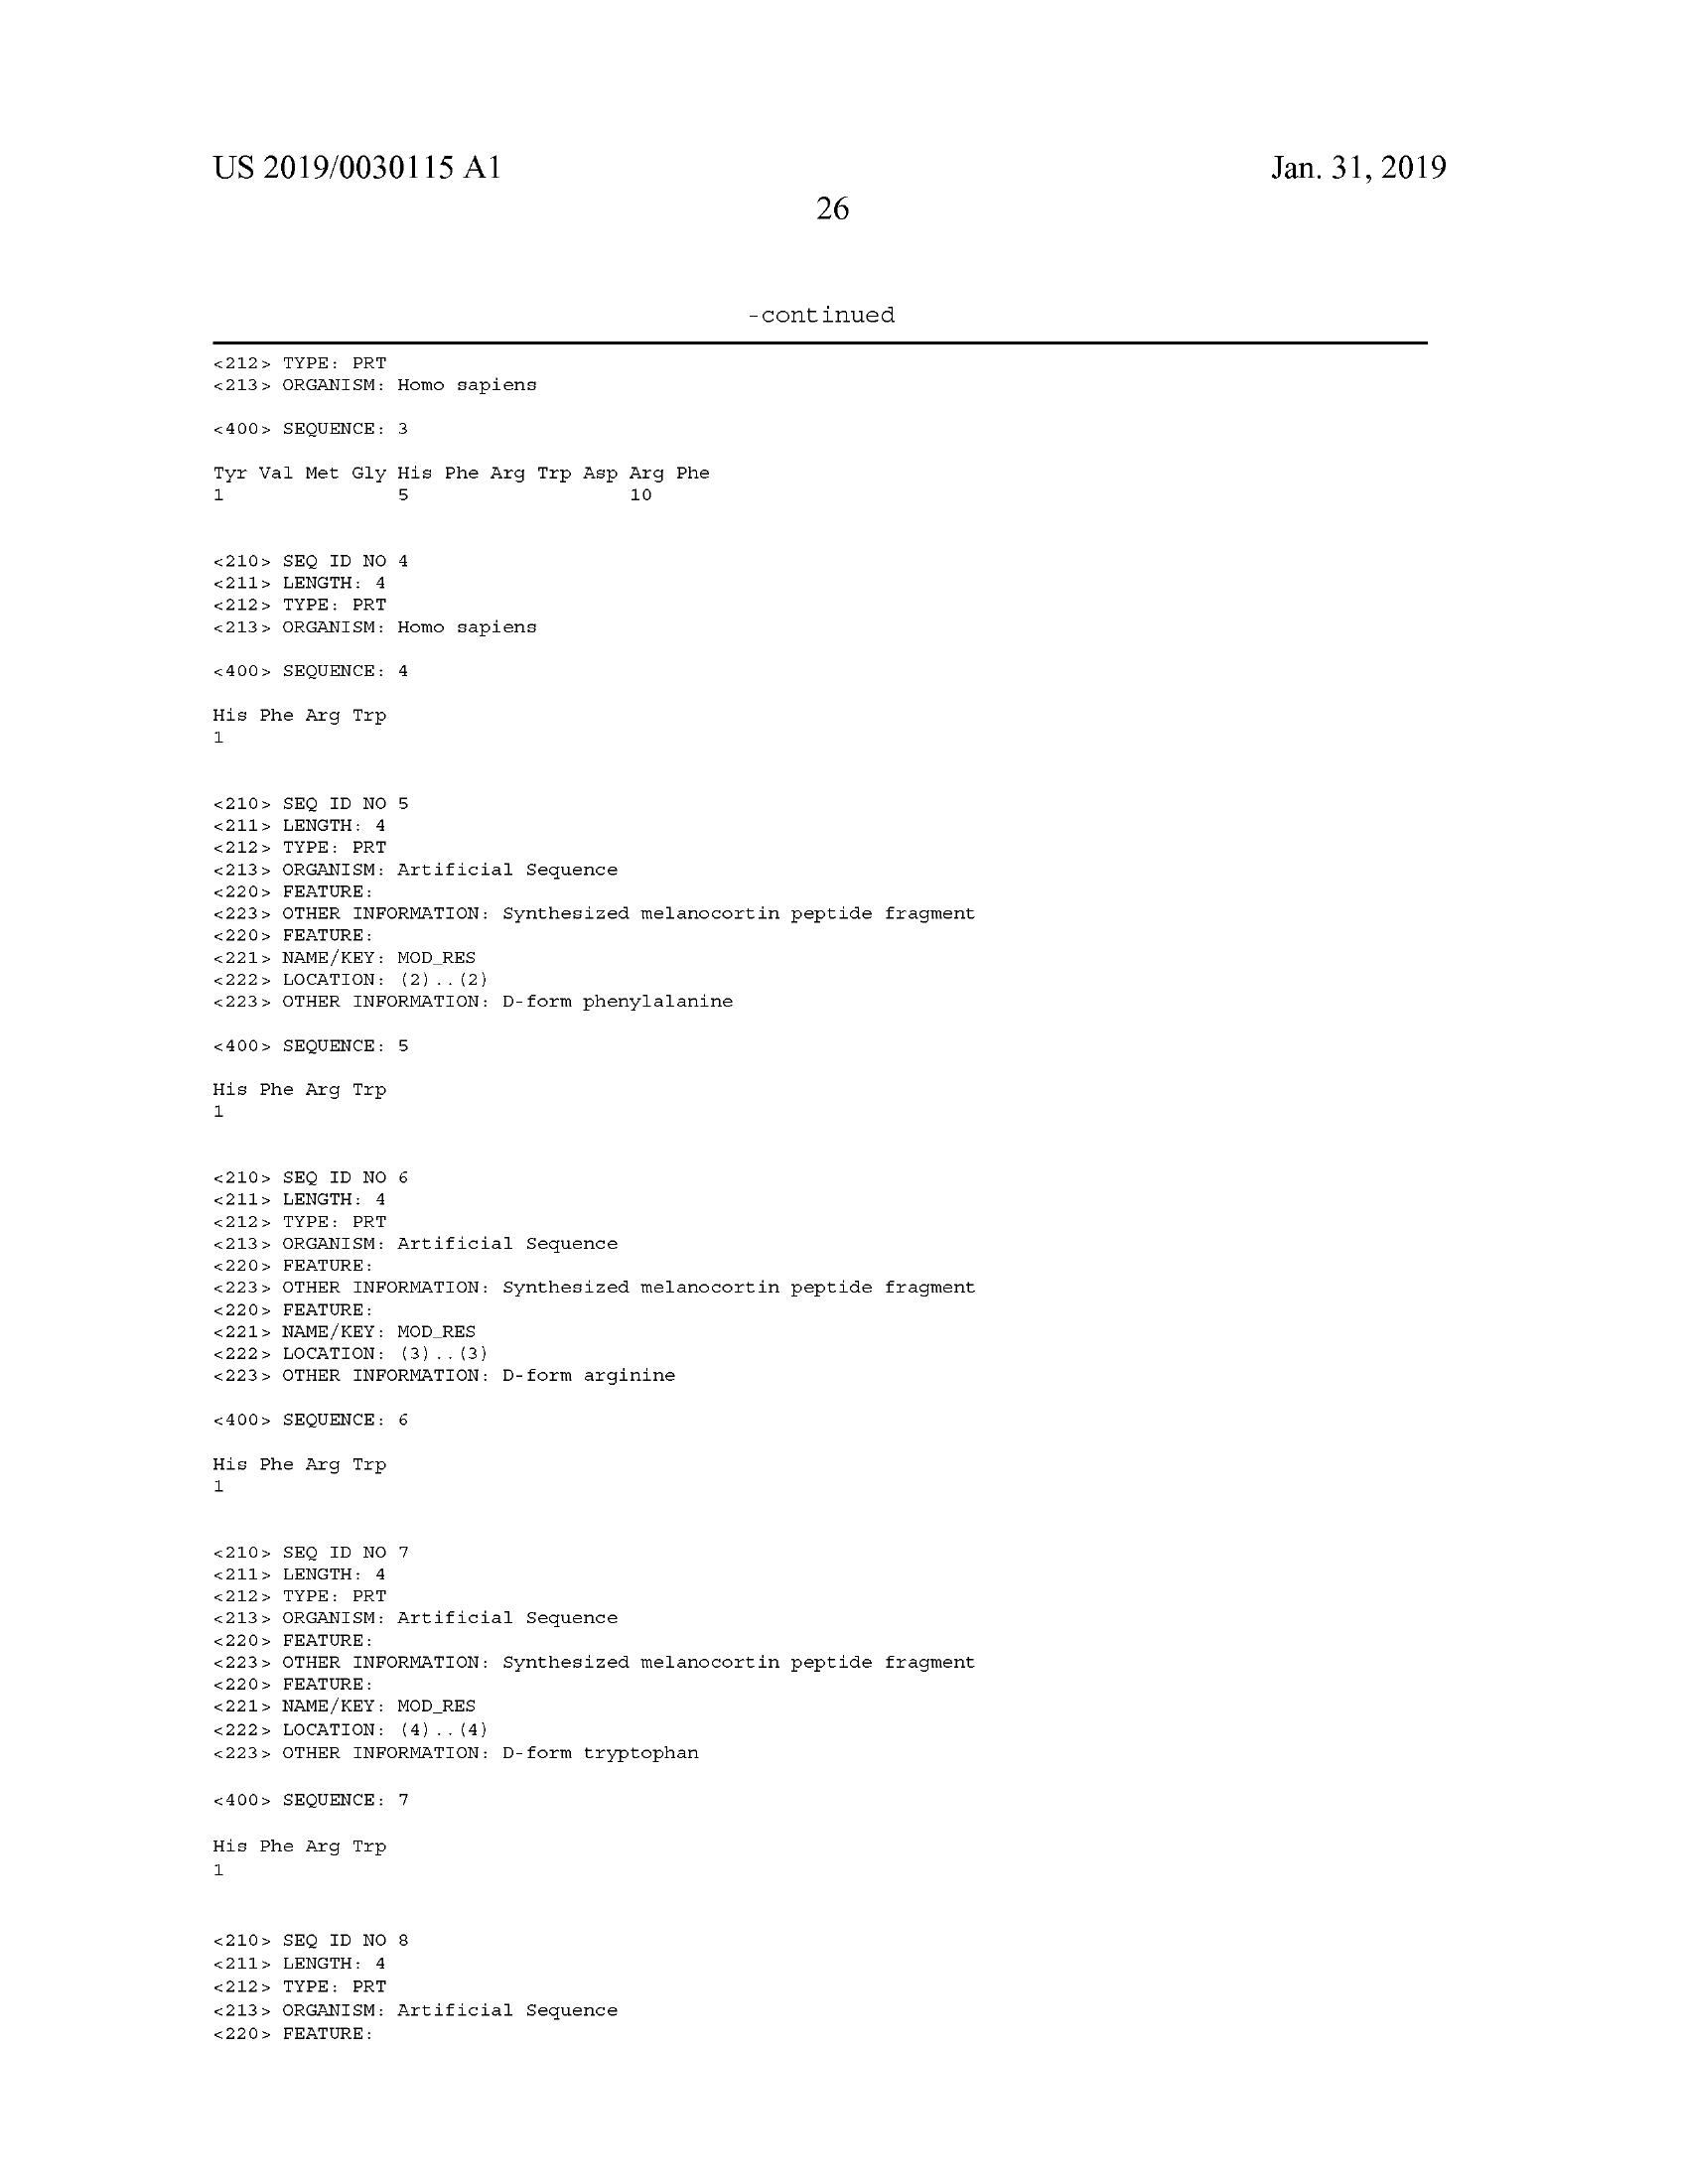 US 2019/0030115 A1
Jan. 31, 2019
26
-continued
<212> TYPE: PRT
<213> ORGANISM: Homo sapiens
<400> SEQUENCE: 3
Tyr Val Met Gly His Phe Arg Trp Asp Arg Phe
1 5 10
<210> SEQ ID NO 4
<211> LENGTH: 4
<212> TYPE: PRT
<213> ORGANISM: Homo sapiens
<400> SEQUENCE: 4
His Phe Arg Trp
1
<210> SEQ ID NO 5
<211> LENGTH: 4
<212> TYPE: PRT
<213> ORGANISM: Artificial Sequence
<220> FEATURE:
<223> OTHER INFORMATION: Synthesized melanocortin peptide fragment
<220> FEATURE:
<221> NAME/KEY: MOD_RES
<222> LOCATION: (2)..(2)
<223> OTHER INFORMATION: D-form phenylalanine
<400> SEQUENCE: 5
His Phe Arg Trp
1
<210> SEQ ID NO 6
<211> LENGTH: 4
<212> TYPE: PRT
<213> ORGANISM: Artificial Sequence
<220> FEATURE:
<223> OTHER INFORMATION: Synthesized melanocortin peptide fragment
<220> FEATURE:
<221> NAME/KEY: MOD_RES
<222> LOCATION: (3)..(3)
<223> OTHER INFORMATION: D-form arginine
<400> SEQUENCE: 6
His Phe Arg Trp
1
<210> SEQ ID NO 7
<211> LENGTH: 4
<212> TYPE: PRT
<213> ORGANISM: Artificial Sequence
<220> FEATURE:
<223> OTHER INFORMATION: Synthesized melanocortin peptide fragment
<220> FEATURE:
<221> NAME/KEY: MOD_RES
<222> LOCATION: (4)..(4)
<223> OTHER INFORMATION: D-form tryptophan
<400> SEQUENCE: 7
His Phe Arg Trp
1
<210> SEQ ID NO 8
<211> LENGTH: 4
<212> TYPE: PRT
<213> ORGANISM: Artificial Sequence
<220> FEATURE: